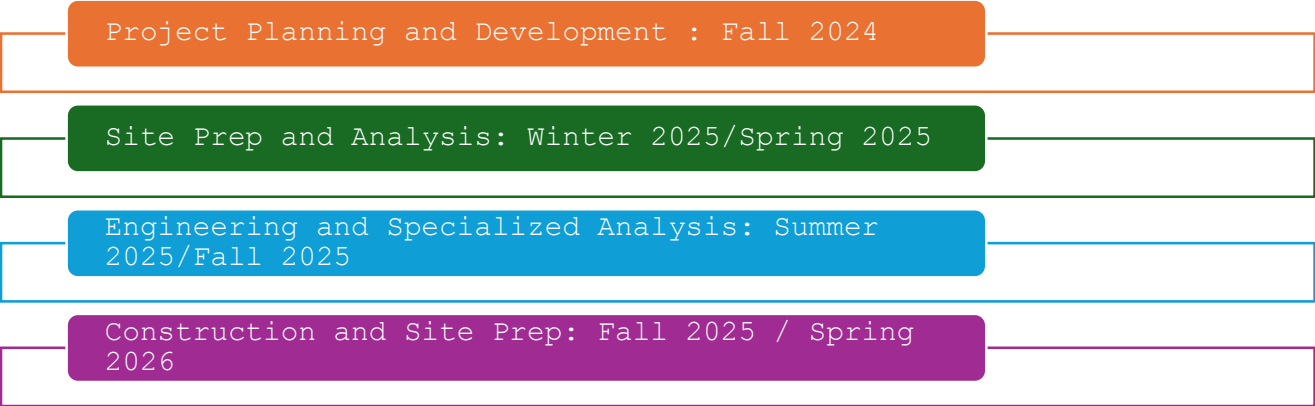 Project Planning and Development : Fall 2024
Site Prep and Analysis: Winter 2025/Spring 2025
Engineering and Specialized Analysis: Summer
2025/Fall 2025
Construction and Site Prep: Fall 2025 / Spring
2026